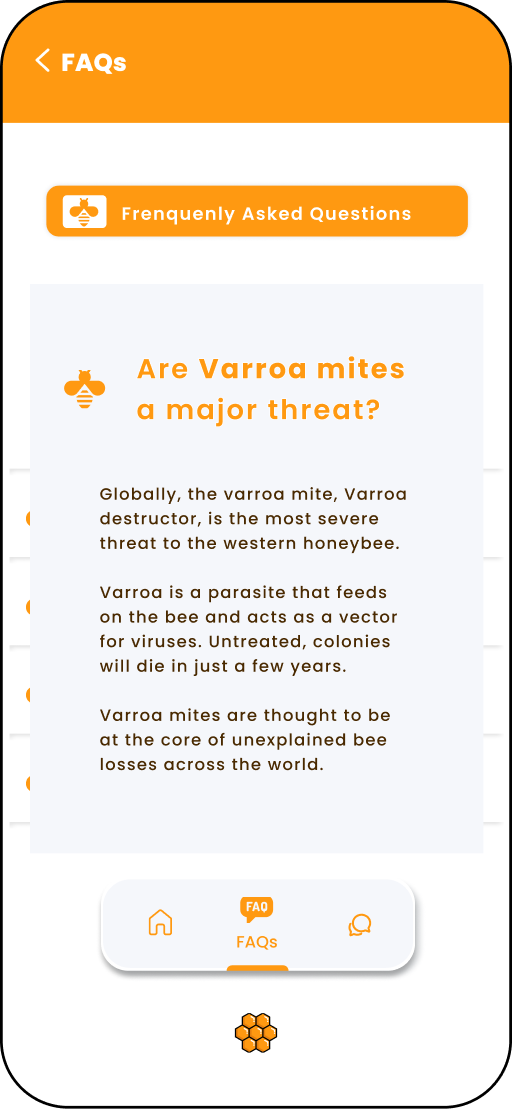 FAQs
Frenquenly Asked Questions
Are Varroa mites
a major threat?
Globally, the varroa mite, Varroa
destructor, is the most severe
threat to the western honeybee.
Varroa is a parasite that feeds
on the bee and acts as a vector
for viruses. Untreated, colonies
will die in just a few years.
Varroa mites are thought to be
at the core of unexplained bee
losses across the world.
FAQ
FAQs